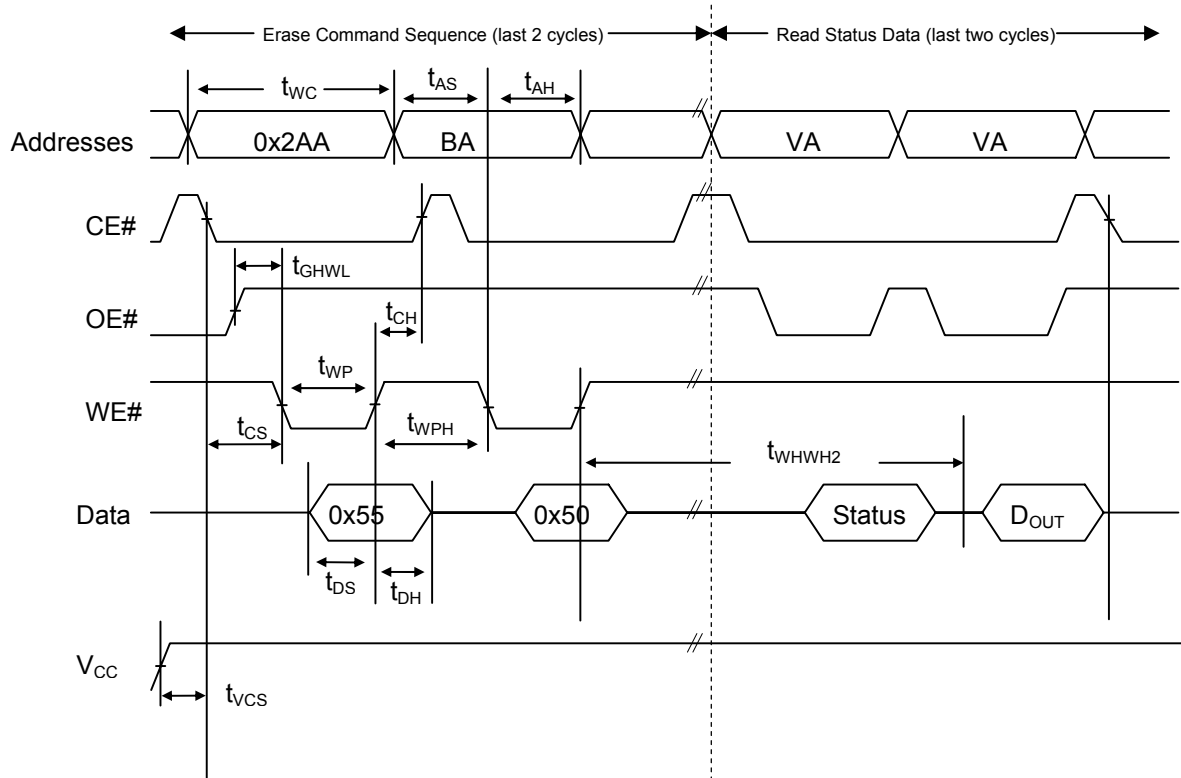 Erase Command Sequence (last 2 cycles) Read Status Data (last two cycles)
tWC tAS tAH
Addresses 0x2AA BA VA VA
CE#
tGHWL
OE#
tCH
tWP
WE#
tCS tWPH
tWHWH2
Data 0x55 0x50 Status DOUT
tDS tDH
VCC
tVCS